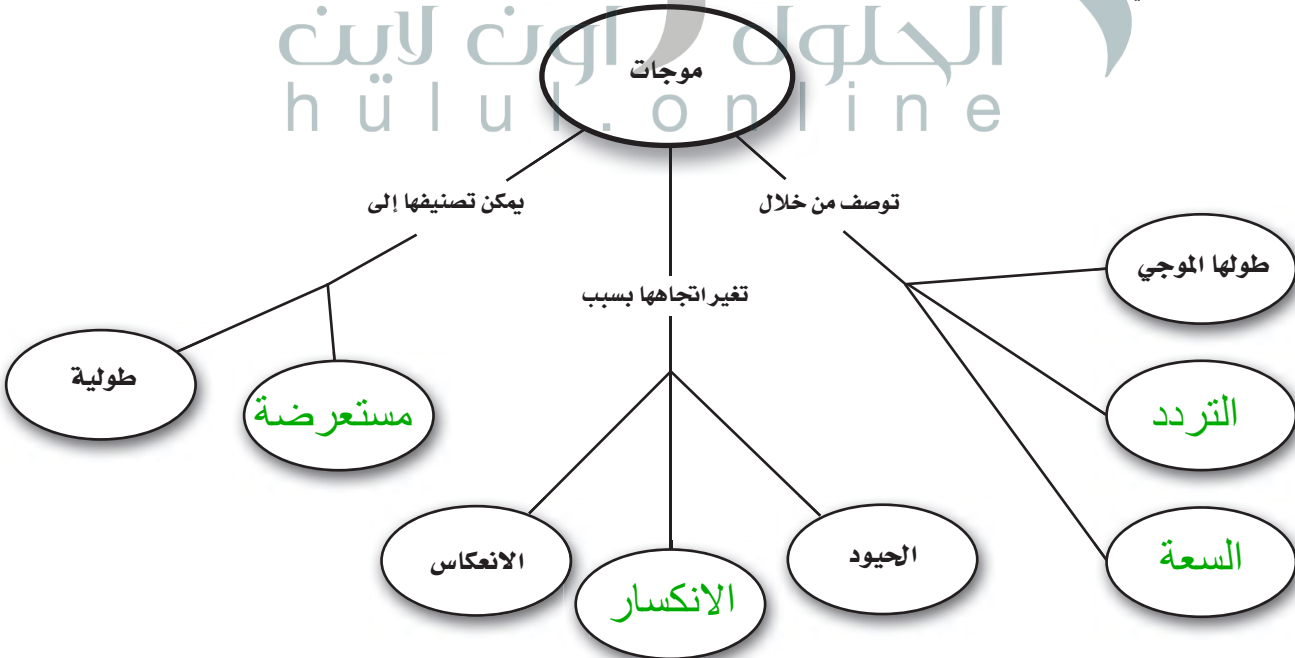 الحلول اون لاين
hülul.online
موجات
توصف من خلال
يمكن تصنيفها إلى
تغير اتجاهها بسبب
طولها الموجي
التردد
السعة
الحيود
الانكسار
الانعكاس
مستعرضة
طولية